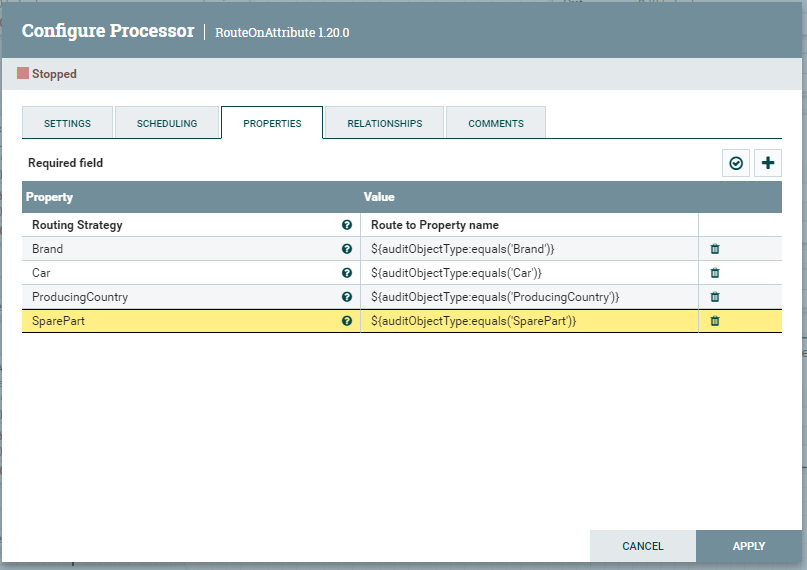 Configure Processor | RouteOnAttribute 1.20.0
Stopped
SETTINGS SCHEDULING PROPERTIES RELATIONSHIPS COMMENTS
Required field
Property Value
Routing Strategy Route to Property name
Brand ${auditObjectType:equals('Brand')}
Car ${auditObjectType:equals('Car')}
ProducingCountry ${auditObjectType:equals('ProducingCountry')}
SparePart ${auditObjectType:equals('SparePart')}
CANCEL APPLY